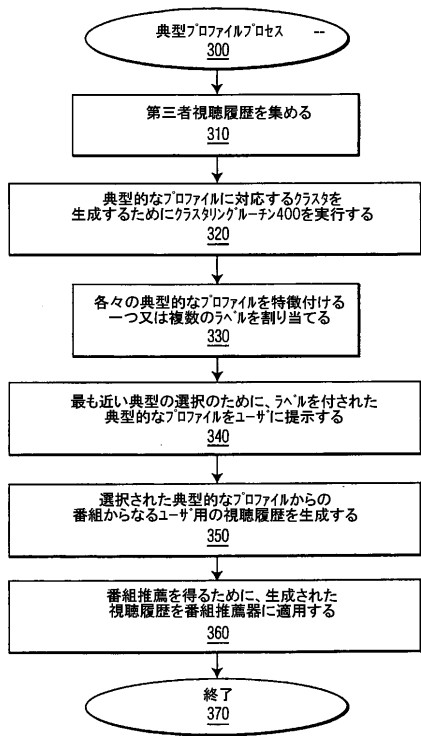 典型ﾌﾟﾛﾌｧｲﾙﾌﾟﾛｾｽ --
300
第三者視聴履歴を集める
310
典型的なﾌﾟﾛﾌｧｲﾙに対応するｸﾗｽﾀを
生成するためにｸﾗｽﾀﾘﾝｸﾞﾙｰﾁﾝ400を実行する
320
各々の典型的なﾌﾟﾛﾌｧｲﾙを特徴付ける
一つ又は複数のﾗﾍﾞﾙを割り当てる
330
最も近い典型の選択のために、ﾗﾍﾞﾙを付された
典型的なﾌﾟﾛﾌｧｲﾙをﾕｰｻﾞに提示する
340
選択された典型的なﾌﾟﾛﾌｧｲﾙからの
番組からなるﾕｰｻﾞ用の視聴履歴を生成する
350
番組推薦を得るために、生成された
視聴履歴を番組推薦器に適用する
360
終了
370